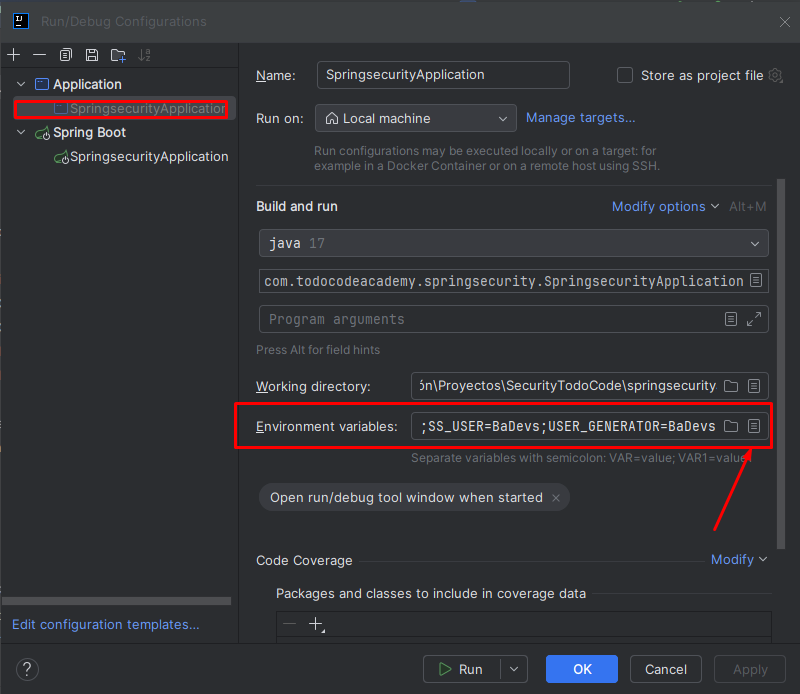 IJ
Run/Debug Configurations
Application
SpringsecurityApplication
Spring Boot
SpringsecurityApplication
Name:
SpringsecurityApplication
Store as project file
Run on:
Local machine
Manage targets...
Run configurations may be executed locally or on a target: for
example in a Docker Container or on a remote host using SSH.
Build and run
Modify options
Alt+M
java 17
com.todocodeacademy.springsecurity.SpringsecurityApplication
Program arguments
Press Alt for field hints
Working directory:
ón\Proyectos\SecurityTodoCode\springsecurity
Environment variables:
;SS_USER=BaDevs;USER_GENERATOR=BaDevs
Separate variables with semicolon: VAR=value; VAR1=value1
Open run/debug tool window when started
Code Coverage
Modify
Packages and classes to include in coverage data
Edit configuration templates...
?
Run
OK
Cancel
Apply